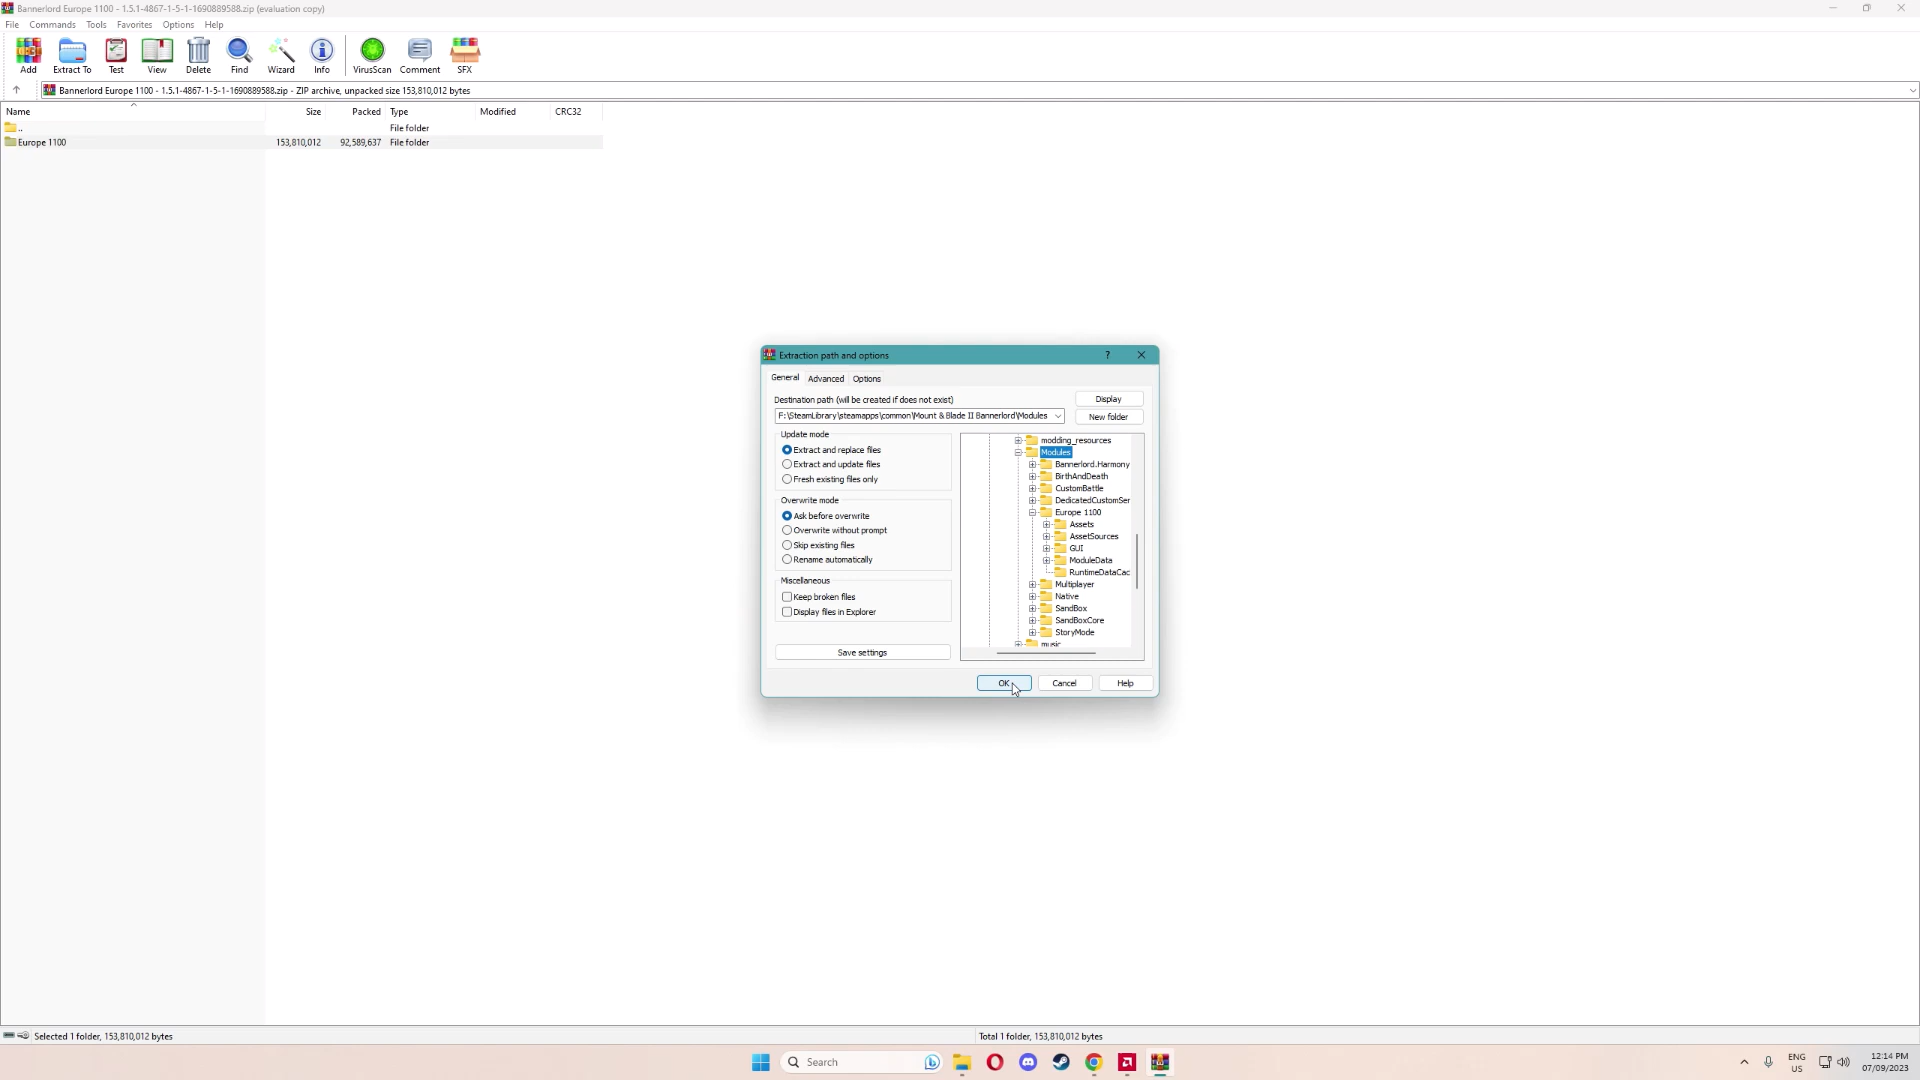 Bannerlord Europe 1100 - 1.5.1-4867-1-5-1-1690889588.zip (evaluation copy)
File Commands Tools Favorites Options Help
Add Extract To Test View Delete Find Wizard Info VirusScan Comment SFX
Bannerlord Europe 1100 - 1.5.1-4867-1-5-1-1690889588.zip - ZIP archive, unpacked size 153,810,012 bytes
Name Size Packed Type Modified CRC32
.. File folder
Europe 1100 153,810,012 92,589,637 File folder
Extraction path and options
General Advanced Options
Destination path (will be created if does not exist)
Display
F:\SteamLibrary\steamapps\common\Mount & Blade II Bannerlord\Modules
New folder
Update mode
Extract and replace files
Extract and update files
Fresh existing files only
Overwrite mode
Ask before overwrite
Overwrite without prompt
Skip existing files
Rename automatically
Miscellaneous
Keep broken files
Display files in Explorer
Save settings
modding_resources
Modules
Bannerlord.Harmony
BirthAndDeath
CustomBattle
DedicatedCustomSer
Europe 1100
Assets
AssetSources
GUI
ModuleData
RuntimeDataCac
Multiplayer
Native
SandBox
SandBoxCore
StoryMode
music
OK Cancel Help
Selected 1 folder, 153,810,012 bytes
Total 1 folder, 153,810,012 bytes
Search
ENG
US
12:14 PM
07/09/2023